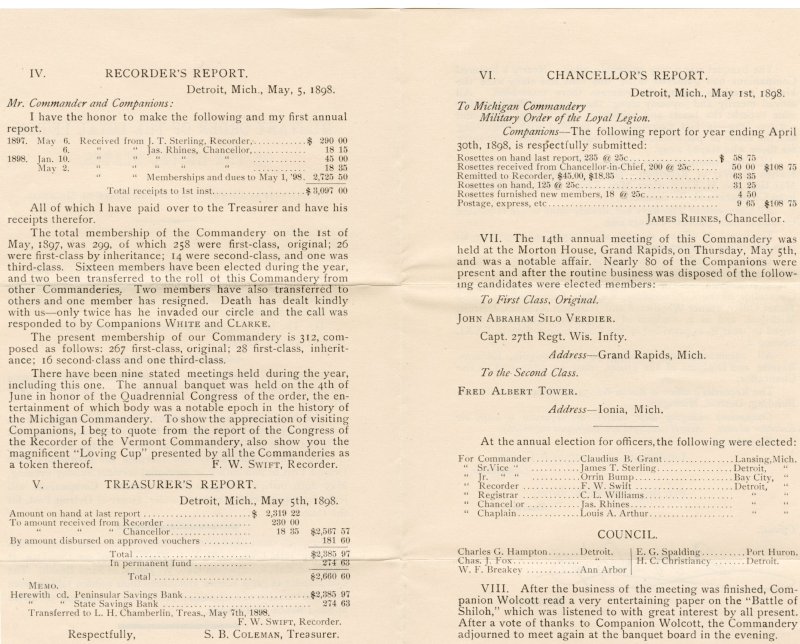 IV. RECORDER'S REPORT.
Detroit, Mich., May, 5, 1898.
Mr. Commander and Companions:
I have the honor to make the following and my first annual
report.
1897. May 6. Received from J. T. Sterling, Recorder,..........$ 290 00
6. " " Jas. Rhines, Chancellor,.......... 18 15
1898. Jan. 10. " " " " " .......... 45 00
May 2. " " " " " .......... 18 35
" " Memberships and dues to May 1, '98. 2,725 50
Total receipts to 1st inst..........$3,097 00
All of which I have paid over to the Treasurer and have his
receipts therefor.
The total membership of the Commandery on the 1st of
May, 1897, was 299, of which 258 were first-class, original; 26
were first-class by inheritance; 14 were second-class, and one was
third-class. Sixteen members have been elected during the year,
and two been transferred to the roll ot this Commandery from
other Commanderies, Two members have also transferred to
others and one member has resigned. Death has dealt kindly
with us—only twice has he invaded our circle and the call was
responded to by Companions WHITE and CLARKE.
The present membership of our Commandery is 312, com-
posed as follows: 267 first-class, original; 28 first-class, inherit-
ance; 16 second-class and one third-class.
There have been nine stated meetings held during the year,
including this one. The annual banquet was held on the 4th of
June in honor of the Quadrennial Congress of the order, the en-
tertainment of which body was a notable epoch in the history of
the Michigan Commandery. To show the appreciation of visiting
Companions, I beg to quote from the report of the Congress of
the Recorder of the Vermont Commandery, also show you the
magnificent "Loving Cup" presented by all the Commanderies as
a token thereof. F. W. SWIFT, Recorder.
V. TREASURER'S REPORT.
Detroit, Mich., May 5th, 1898.
Amount on hand at last report ..........$ 2,319 22
To amount received from Recorder .......... 230 00
" " " Chancellor.......... 18 35 $2,567 57
By amount disbursed on approved vouchers .......... 181 60
Total ..........$2,385 97
In permanent fund .......... 274 63
Total ..........$2,660 60
MEMO.
Herewith cd. Peninsular Savings Bank..........$2,385 97
" " State Savings Bank .......... 274 63
Transferred to L. H. Chamberlin, Treas., May 7th, 1898.
F. W. SWIFT, Recorder.
Respectfully, S. B. COLEMAN, Treasurer.
VI. CHANCELLOR'S REPORT.
Detroit, Mich., May 1st, 1898.
To Michigan Commandery
Military Order of the Loyal Legion.
Companions—The following report for year ending April
30th, 1898, is respectfully submitted:
Rosettes on hand last report, 235 @ 25c..........$ 58 75
Rosettes received from Chancellor-in-Chief, 200 @ 25c...... 50 00 $108 75
Remitted to Recorder, $45.00, $18.35 .......... 63 35
Rosettes on hand, 125 @ 25c.......... 31 25
Rosettes furnished new members, 18 @ 25c.......... 4 50
Postage, express, etc .......... 9 65 $108 75
JAMES RHINES, Chancellor.
VII. The 14th annual meeting of this Commandery was
held at the Morton House, Grand Rapids, on Thursday, May 5th,
and was a notable affair. Nearly 80 of the Companions were
present and after the routine business was disposed of the follow-
ing candidates were elected members:
To First Class, Original.
JOHN ABRAHAM SILO VERDIER.
Capt. 27th Regt. Wis. Infty.
Address—Grand Rapids, Mich.
To the Second Class.
FRED ALBERT TOWER.
Address—Ionia, Mich.
At the annual election for officers, the following were elected:
For Commander ..........Claudius B. Grant..........Lansing, Mich.
" Sr.Vice " ..........James T. Sterling..........Detroit, "
" Jr. " " ..........Orrin Bump ..........Bay City, "
" Recorder ..........F. W. Swift ..........Detroit, "
" Registrar ..........C. L. Williams.......... " "
" Chancel or ..........Jas. Rhines.......... " "
" Chaplain..........Louis A. Arthur.......... " "
COUNCIL.
Charles G. Hampton.......Detroit. E. G. Spalding..........Port Huron.
Chas. J. Fox.......... " H. C. Christiancy ..........Detroit.
W. F. Breakey ..........Ann Arbor
VIII. After the business of the meeting was finished, Com-
panion Wolcott read a very entertaining paper on the "Battle of
Shiloh," which was listened to with great interest by all present.
After a vote of thanks to Companion Wolcott, the Commandery
adjourned to meet again at the banquet board in the evening.